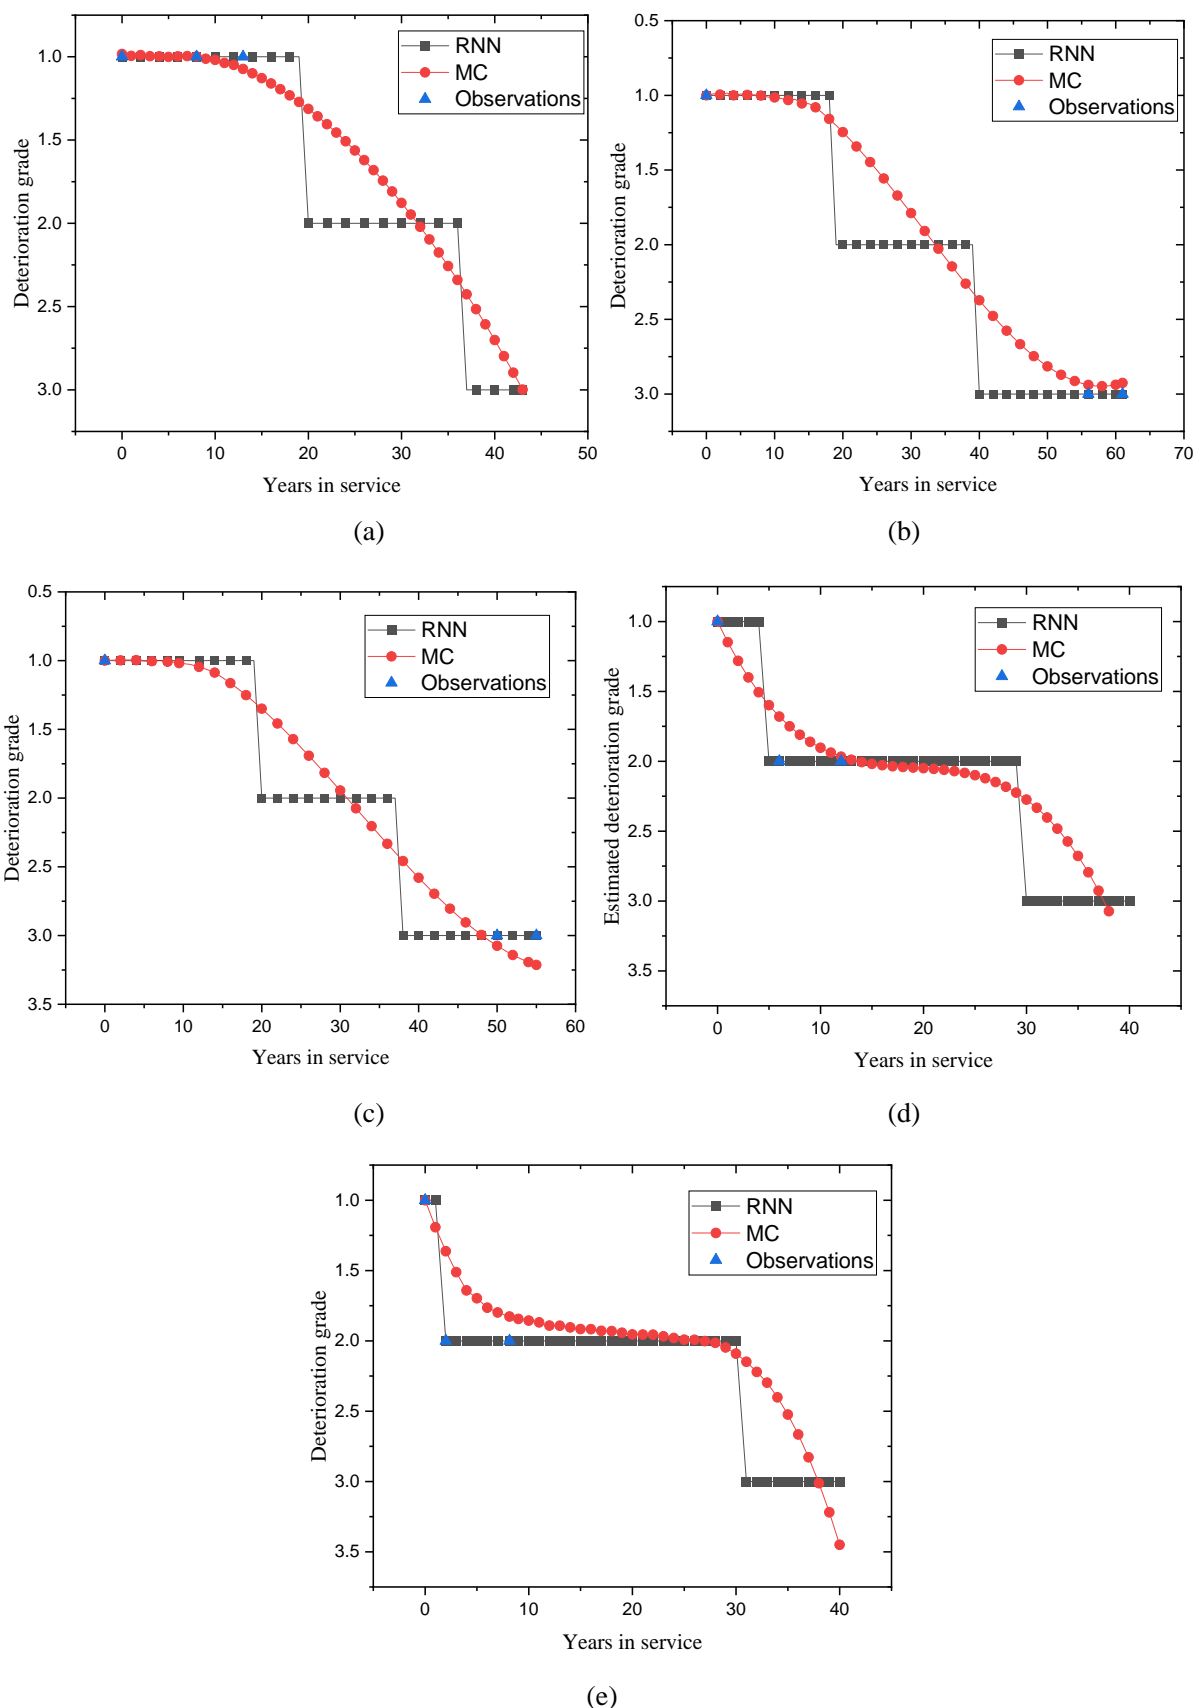 RNN
MC
Observations
1.0
1.5
2.0
2.5
3.0
Deterioration grade
0
10
20
30
40
50
Years in service
(a)
RNN
MC
Observations
0.5
1.0
1.5
2.0
2.5
3.0
Deterioration grade
0
10
20
30
40
50
60
70
Years in service
(b)
RNN
MC
Observations
0.5
1.0
1.5
2.0
2.5
3.0
3.5
Deterioration grade
0
10
20
30
40
50
60
Years in service
(c)
RNN
MC
Observations
1.0
1.5
2.0
2.5
3.0
3.5
Estimated deterioration grade
0
10
20
30
40
Years in service
(d)
RNN
MC
Observations
1.0
1.5
2.0
2.5
3.0
3.5
Deterioration grade
0
10
20
30
40
Years in service
(e)